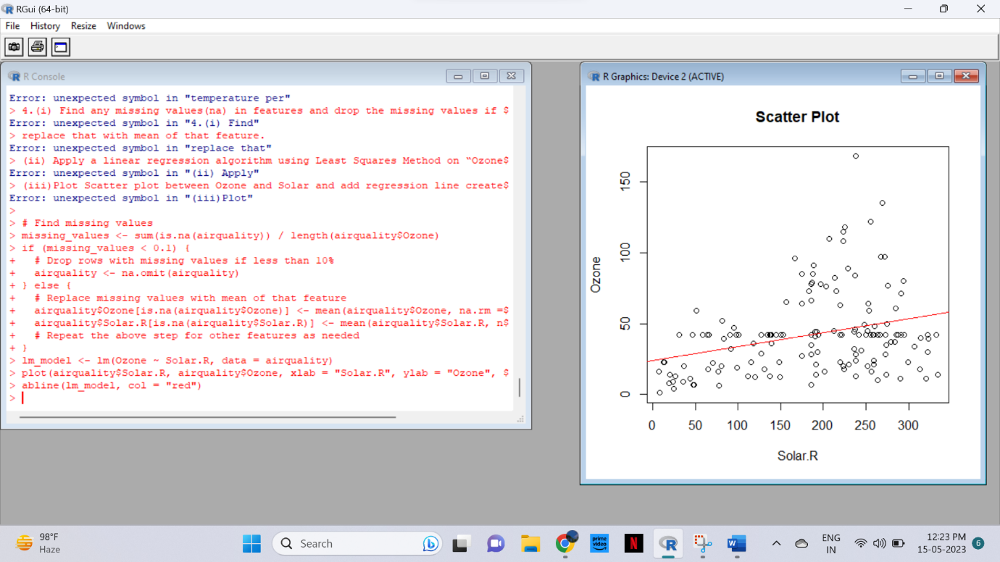 RGui (64-bit)
File History Resize Windows
R Console
Error: unexpected symbol in "temperature per"
> 4.(i) Find any missing values(na) in features and drop the missing values if $
Error: unexpected symbol in "4.(i) Find"
> replace that with mean of that feature.
Error: unexpected symbol in "replace that"
> (ii) Apply a linear regression algorithm using Least Squares Method on “Ozone$
Error: unexpected symbol in "(ii) Apply"
> (iii)Plot Scatter plot between Ozone and Solar and add regression line create$
Error: unexpected symbol in "(iii)Plot"
>
> # Find missing values
> missing_values <- sum(is.na(airquality)) / length(airquality$Ozone)
> if (missing_values < 0.1) {
+   # Drop rows with missing values if less than 10%
+   airquality <- na.omit(airquality)
+ } else {
+   # Replace missing values with mean of that feature
+   airquality$Ozone[is.na(airquality$Ozone)] <- mean(airquality$Ozone, na.rm =$
+   airquality$Solar.R[is.na(airquality$Solar.R)] <- mean(airquality$Solar.R, n$
+   # Repeat the above step for other features as needed
+ }
> lm_model <- lm(Ozone ~ Solar.R, data = airquality)
> plot(airquality$Solar.R, airquality$Ozone, xlab = "Solar.R", ylab = "Ozone", $
> abline(lm_model, col = "red")
>
R Graphics: Device 2 (ACTIVE)
Scatter Plot
Ozone
150
100
50
0
0 50 100 150 200 250 300
Solar.R
98°F
Haze
Search
prime video
ENG
IN
12:23 PM
15-05-2023
6